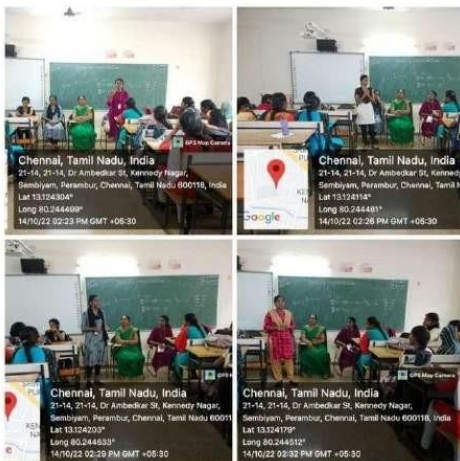 GPS Map Camera
Chennai, Tamil Nadu, India
21-14, 21-14, Dr Ambedkar St, Kennedy Nagar,
Sembiyam, Perambur, Chennai, Tamil Nadu 600118, India
Lat 13.124304°
Long 80.244499°
14/10/22 02:23 PM GMT +05:30
Google
Chennai, Tamil Nadu, India
21-14, 21-14, Dr Ambedkar St, Kennedy
Sembiyam, Perambur, Chennai, Tamil N
Lat 13.124114°
Long 80.244461°
14/10/22 02:26 PM GMT +05:30
Chennai, Tamil Nadu, India
21-14, 21-14, Dr Ambedkar St, Kennedy Nagar,
Sembiyam, Perambur, Chennai, Tamil Nadu 60011
Lat 13.124203°
Long 80.244533°
14/10/22 02:29 PM GMT +05:30
GPS Map Camera
Chennai, Tamil Nadu, India
21-14, 21-14, Dr Ambedkar St, Kennedy Nagar,
Sembiyam, Perambur, Chennai, Tamil Nadu 600118, India
Lat 13.124179°
Long 80.244512°
14/10/22 02:32 PM GMT +05:30